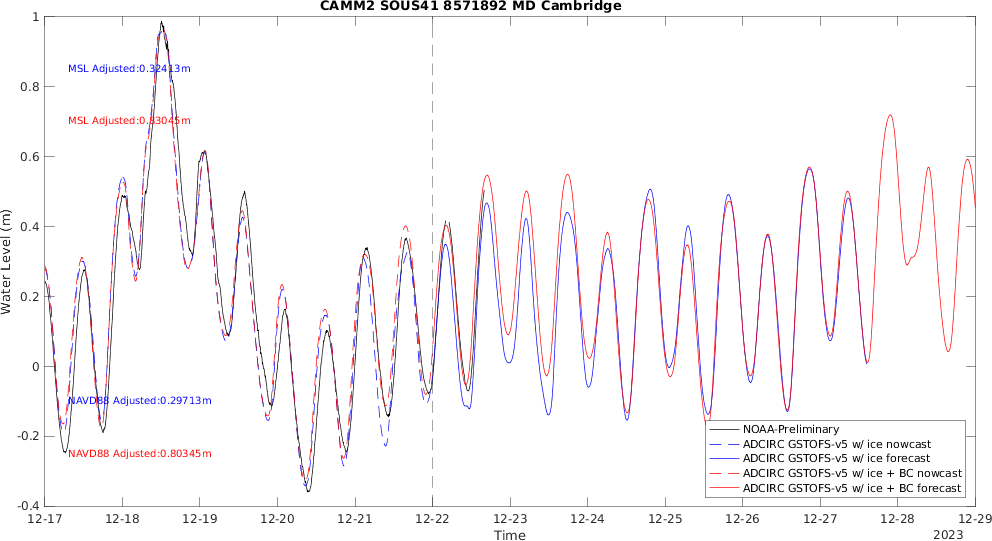 CAMM2 SOUS41 8571892 MD Cambridge
1
0.8
0.6
0.4
0.2
0
-0.2
-0.4
Water Level (m)
MSL Adjusted:0.32413m
MSL Adjusted:0.83045m
NAVD88 Adjusted:0.29713m
NAVD88 Adjusted:0.80345m
NOAA-Preliminary
ADCIRC GSTOFS-v5 w/ ice nowcast
ADCIRC GSTOFS-v5 w/ ice forecast
ADCIRC GSTOFS-v5 w/ ice + BC nowcast
ADCIRC GSTOFS-v5 w/ ice + BC forecast
12-17 12-18 12-19 12-20 12-21 12-22 12-23 12-24 12-25 12-26 12-27 12-28 12-29
Time
2023